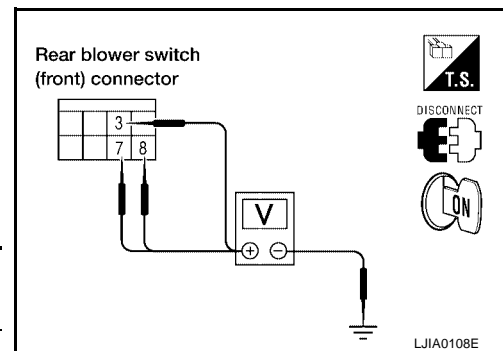 Rear blower switch
(front) connector
T.S.
DISCONNECT
3
7 8
V
ON
+ −
LJIA0108E